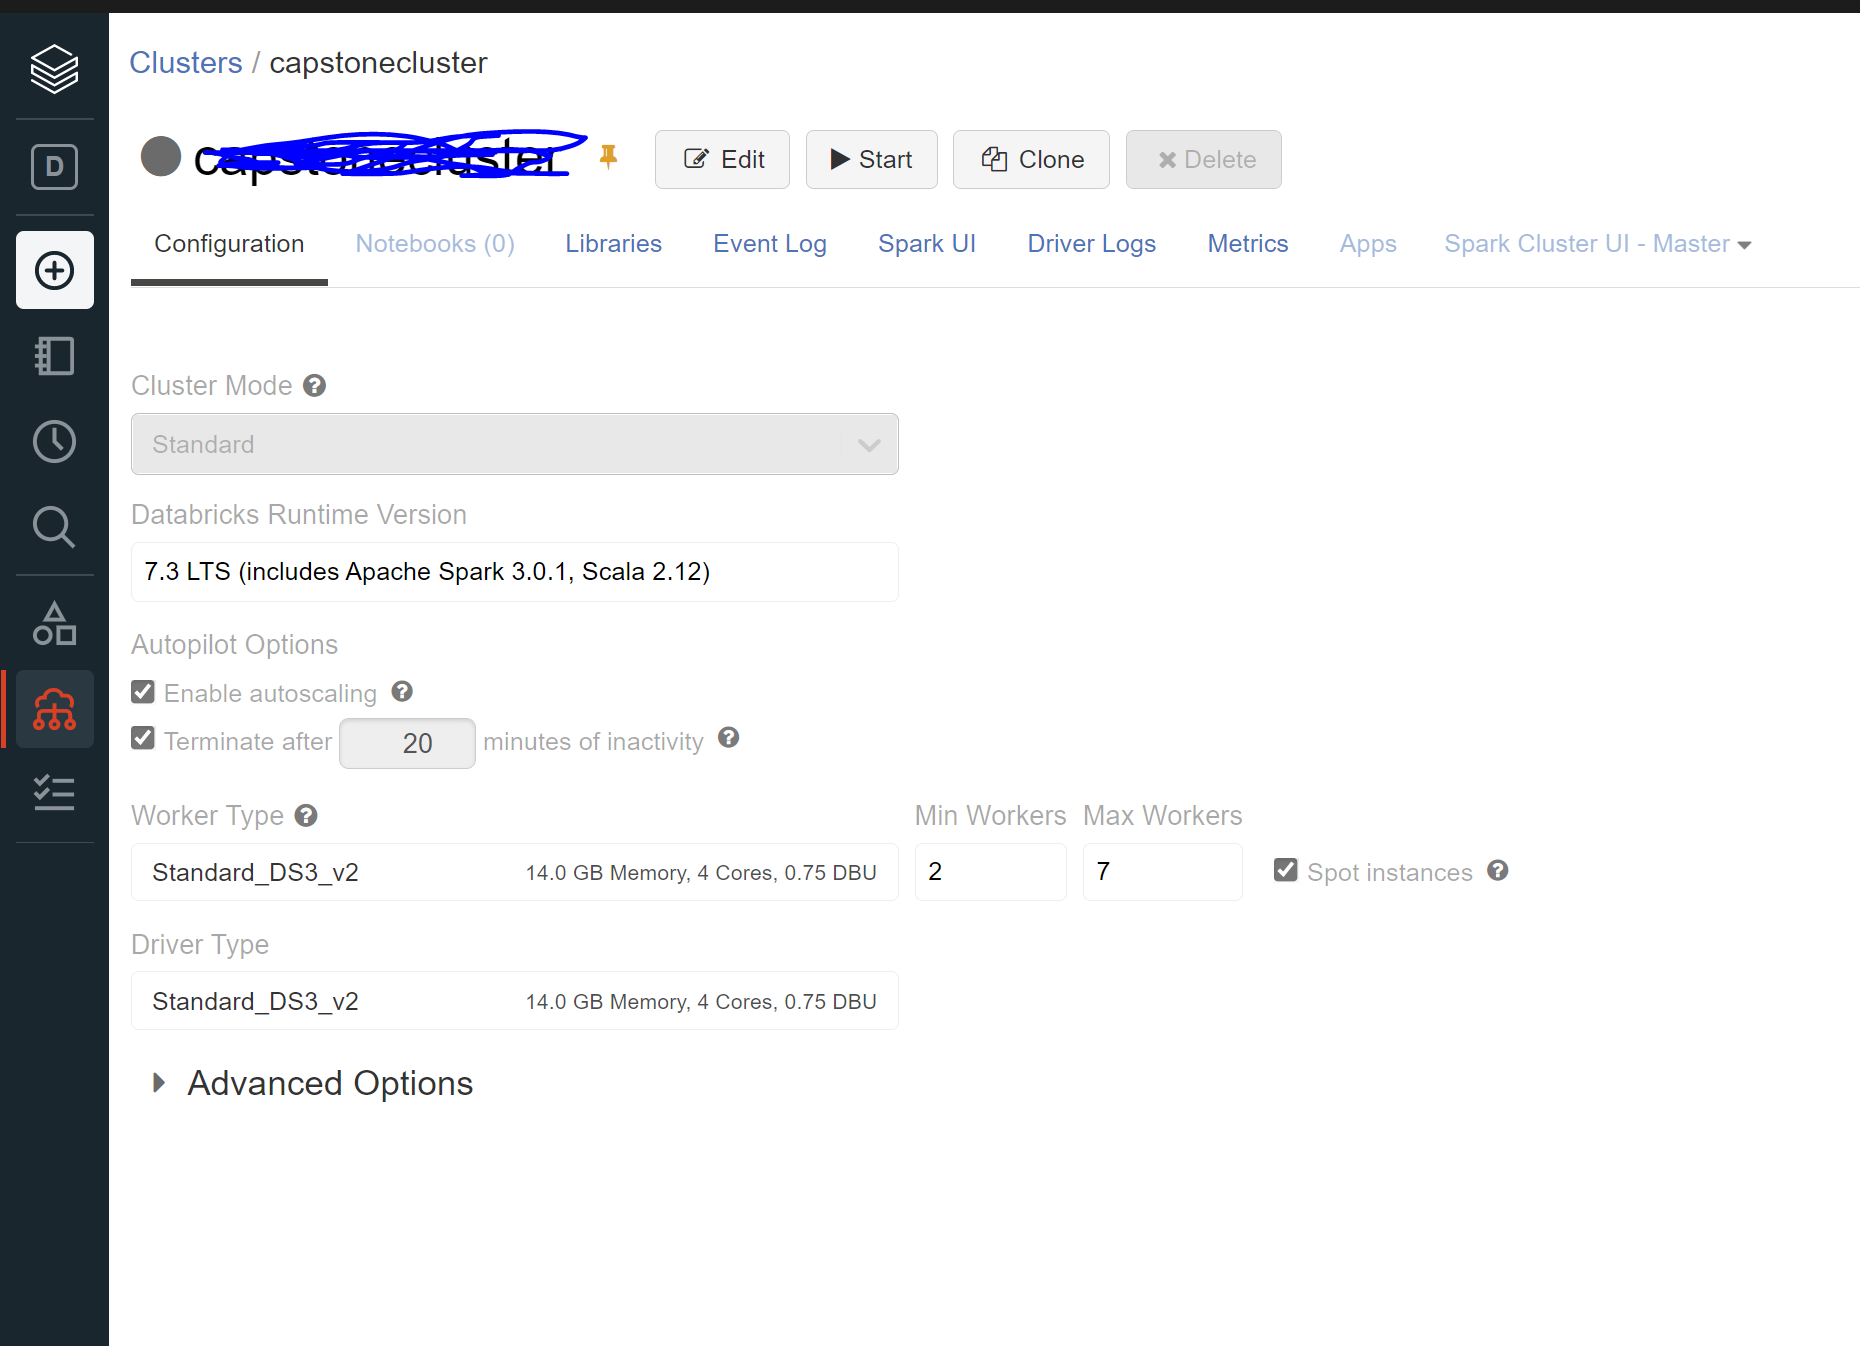 Clusters / capstonecluster
capstonecluster
Edit
Start
Clone
Delete
D
Configuration
Notebooks (0)
Libraries
Event Log
Spark UI
Driver Logs
Metrics
Apps
Spark Cluster UI - Master
Cluster Mode ?
Standard
Databricks Runtime Version
7.3 LTS (includes Apache Spark 3.0.1, Scala 2.12)
Autopilot Options
Enable autoscaling ?
Terminate after 20 minutes of inactivity ?
Worker Type ?
Min Workers
Max Workers
Standard_DS3_v2 14.0 GB Memory, 4 Cores, 0.75 DBU
2
7
Spot instances ?
Driver Type
Standard_DS3_v2 14.0 GB Memory, 4 Cores, 0.75 DBU
Advanced Options